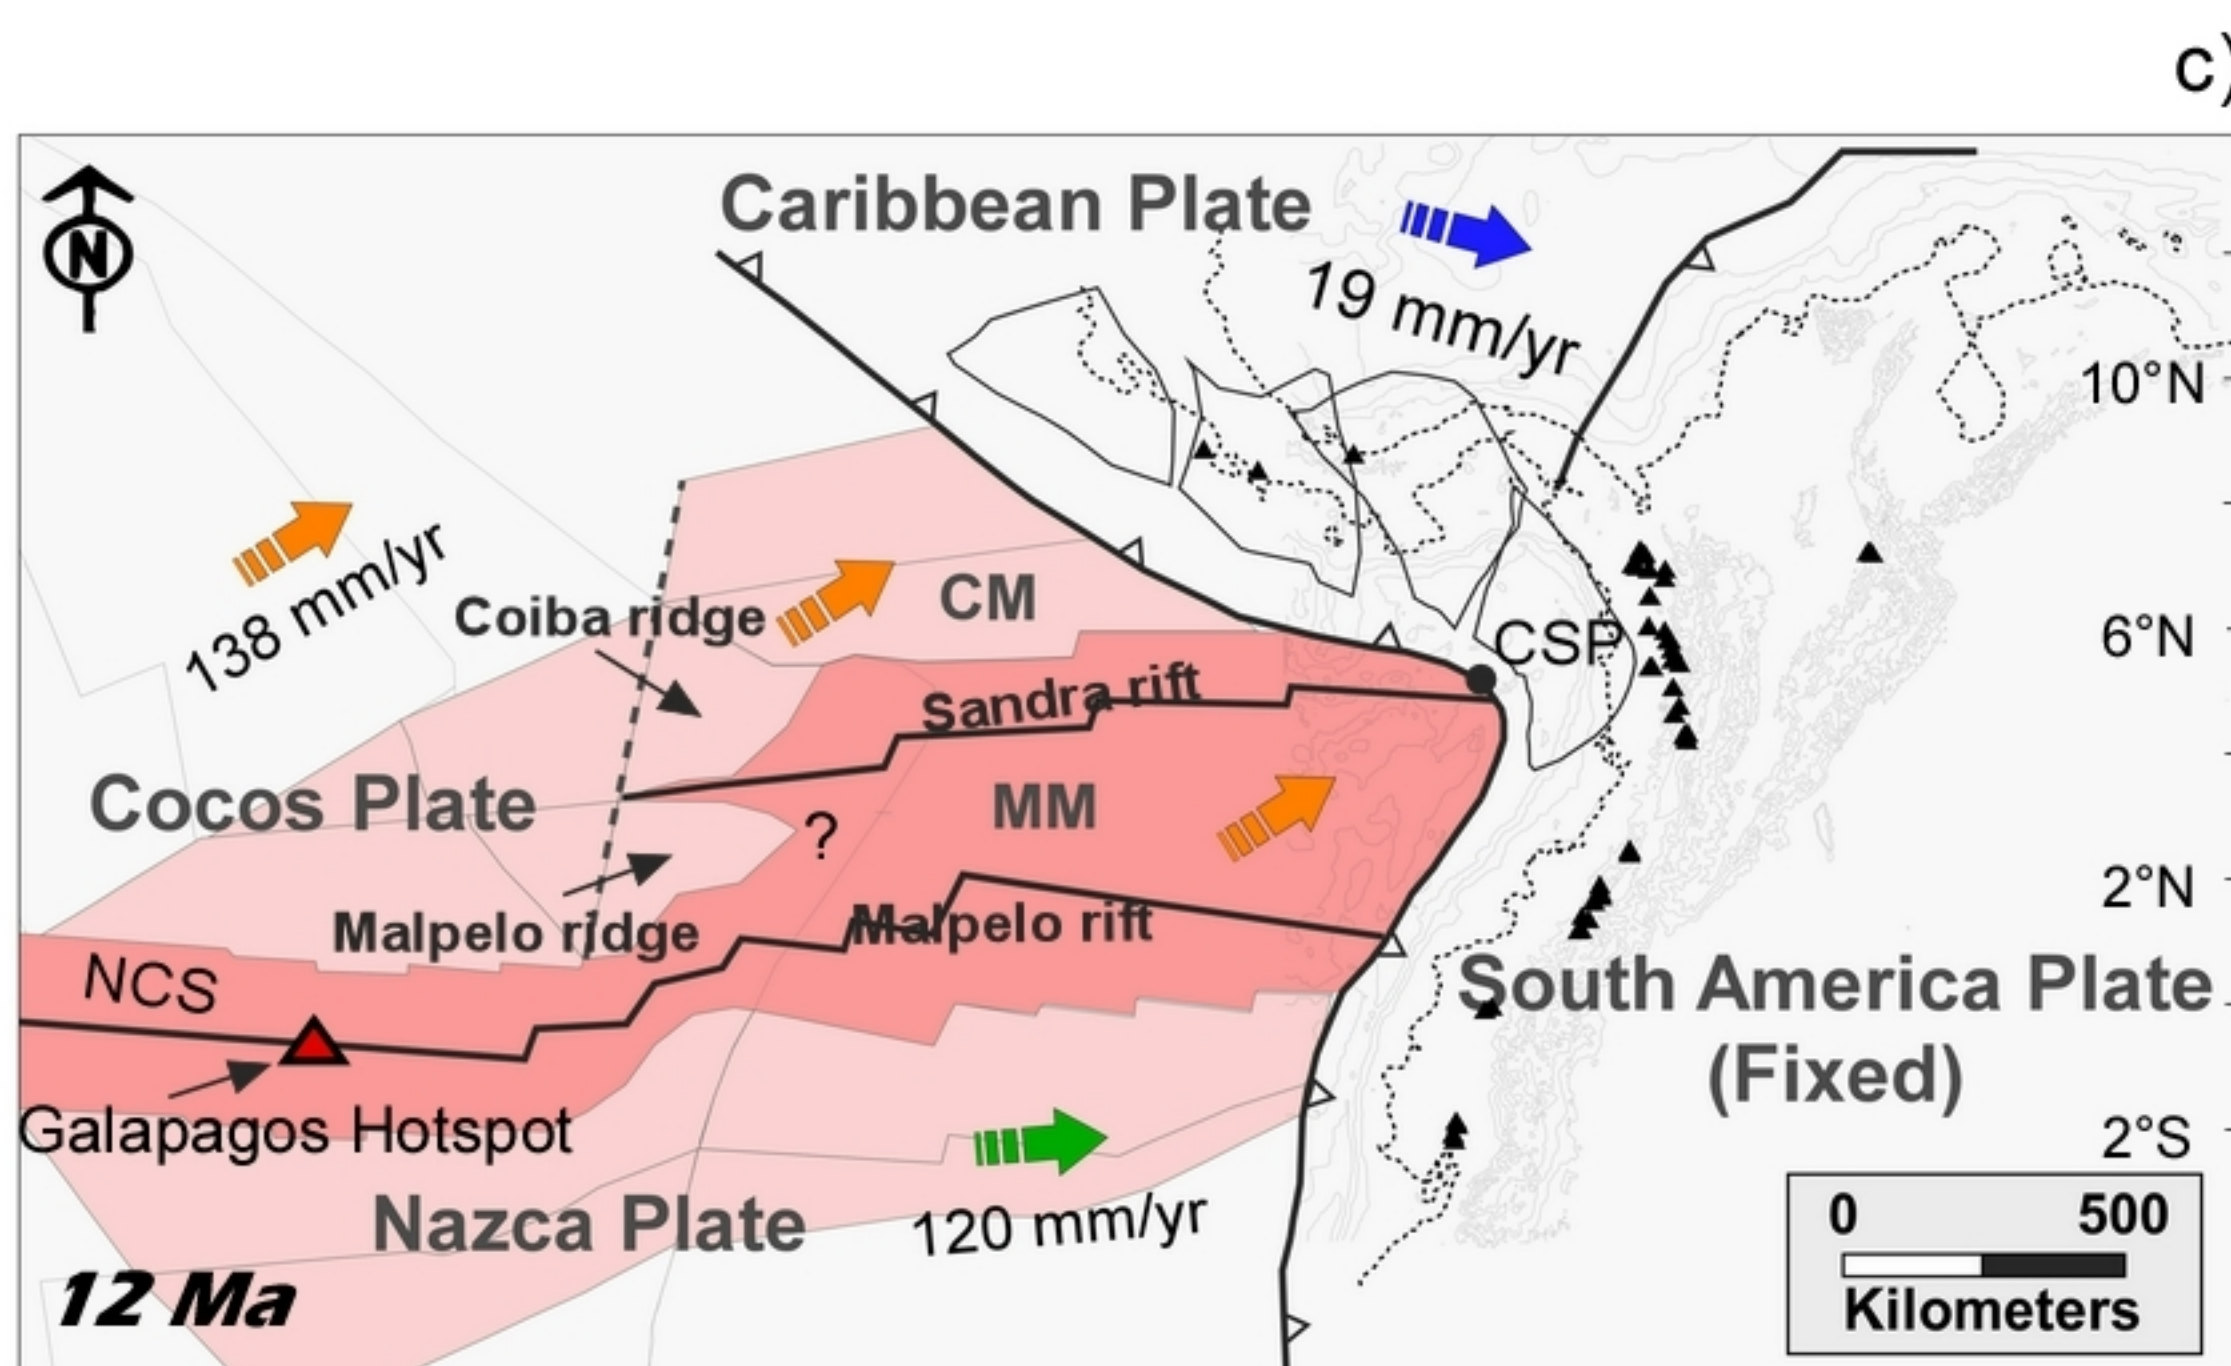 c)
N
Caribbean Plate
19 mm/yr
10°N
138 mm/yr
CM
Coiba ridge
CSP
6°N
Sandra rift
Cocos Plate
MM
?
2°N
Malpelo ridge
Malpelo rift
NCS
South America Plate
(Fixed)
Galapagos Hotspot
2°S
Nazca Plate
120 mm/yr
12 Ma
0 500
Kilometers